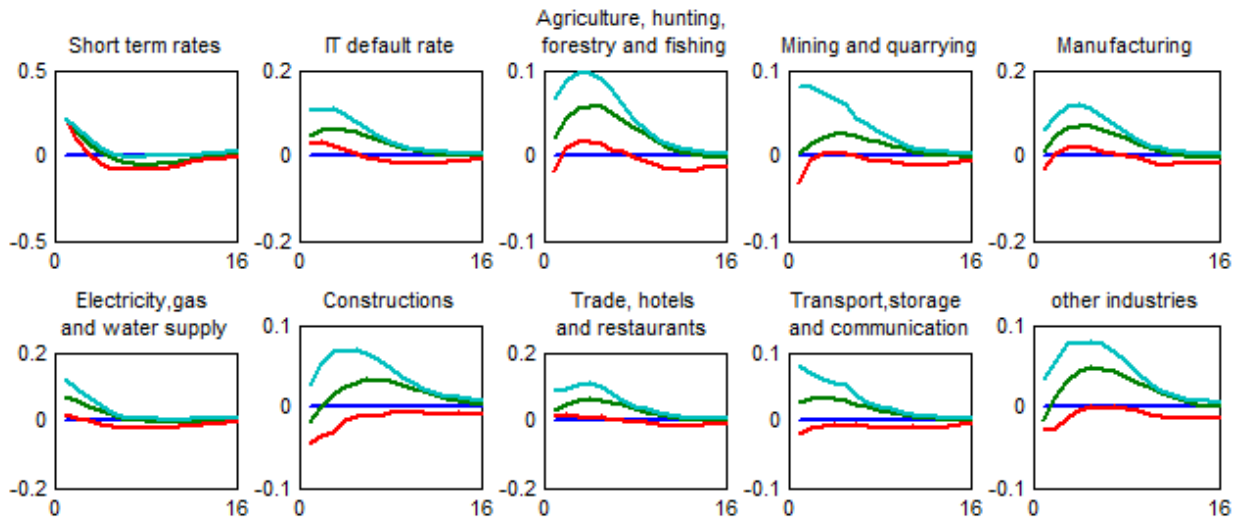 Agriculture, hunting,
Short term rates IT default rate forestry and fishing Mining and quarrying Manufacturing
0.5 0.2 0.1 0.1 0.2
0 0 0 0 0
-0.5 -0.2 -0.1 -0.1 -0.2
0 16 0 16 0 16 0 16 0 16
Electricity,gas Constructions Trade, hotels Transport,storage other industries
and water supply and restaurants and communication
0.2 0.1 0.2 0.1 0.1
0 0 0 0 0
-0.2 -0.1 -0.2 -0.1 -0.1
0 16 0 16 0 16 0 16 0 16